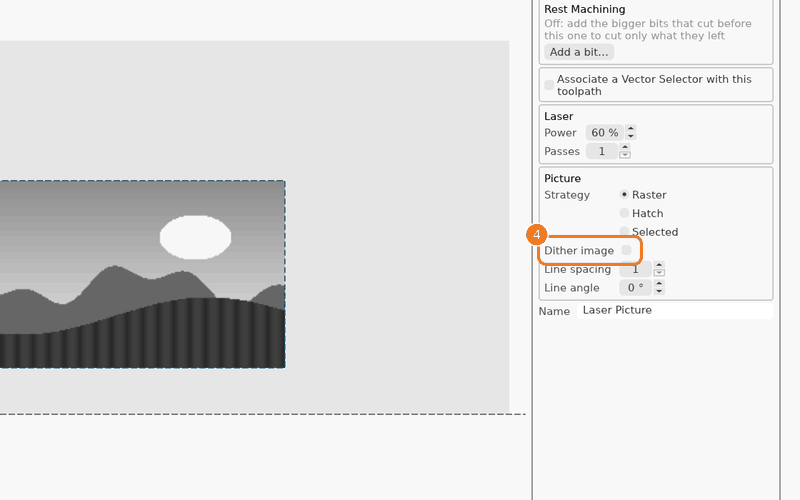 Rest Machining
Off: add the bigger bits that cut before
this one to cut only what they left
Add a bit...
Associate a Vector Selector with this
toolpath
Laser
Power 60 %
Passes 1
Picture
Strategy Raster
Hatch
Selected
4
Dither image
Line spacing 1
Line angle 0 °
Name Laser Picture